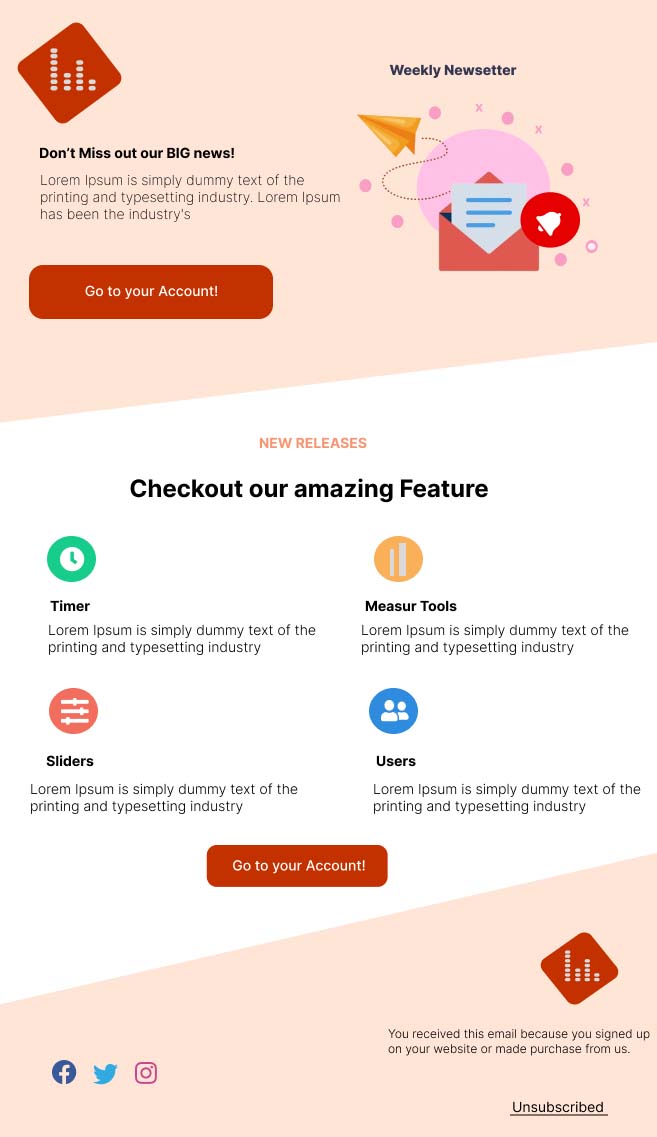 Weekly Newsetter
Don't Miss out our BIG news!
Lorem Ipsum is simply dummy text of the
printing and typesetting industry. Lorem Ipsum
has been the industry's
Go to your Account!
NEW RELEASES
Checkout our amazing Feature
Timer
Lorem Ipsum is simply dummy text of the
printing and typesetting industry
Measur Tools
Lorem Ipsum is simply dummy text of the
printing and typesetting industry
Sliders
Lorem Ipsum is simply dummy text of the
printing and typesetting industry
Users
Lorem Ipsum is simply dummy text of the
printing and typesetting industry
Go to your Account!
You received this email because you signed up
on your website or made purchase from us.
Unsubscribed